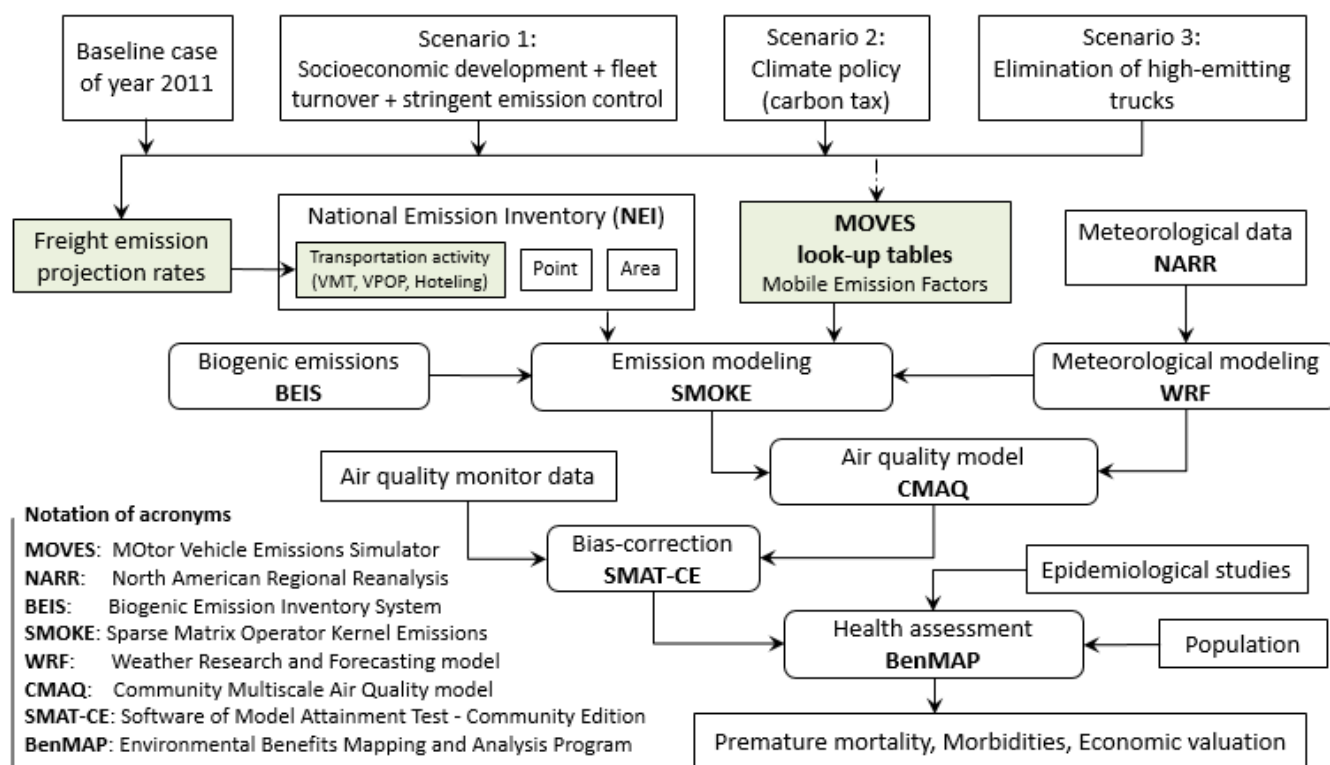 Baseline case
of year 2011
Scenario 1:
Socioeconomic development + fleet
turnover + stringent emission control
Scenario 2:
Climate policy
(carbon tax)
Scenario 3:
Elimination of high-emitting
trucks
Freight emission
projection rates
National Emission Inventory (NEI)
Transportation activity
(VMT, VPOP, Hoteling)
Point
Area
MOVES
look-up tables
Mobile Emission Factors
Meteorological data
NARR
Biogenic emissions
BEIS
Emission modeling
SMOKE
Meteorological modeling
WRF
Air quality monitor data
Air quality model
CMAQ
Bias-correction
SMAT-CE
Epidemiological studies
Health assessment
BenMAP
Population
Premature mortality, Morbidities, Economic valuation
Notation of acronyms
MOVES: MOtor Vehicle Emissions Simulator
NARR: North American Regional Reanalysis
BEIS: Biogenic Emission Inventory System
SMOKE: Sparse Matrix Operator Kernel Emissions
WRF: Weather Research and Forecasting model
CMAQ: Community Multiscale Air Quality model
SMAT-CE: Software of Model Attainment Test - Community Edition
BenMAP: Environmental Benefits Mapping and Analysis Program